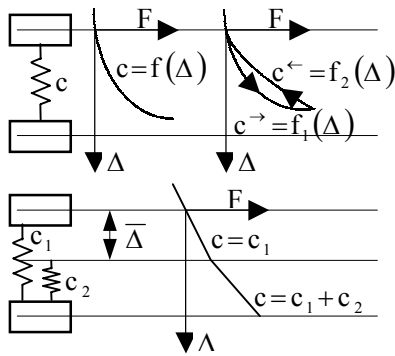 F F
c c=f(Δ) c←=f₂(Δ)
c→=f₁(Δ)
Δ Δ
F
c₁ Δ̅ c=c₁
c₂ c=c₁+c₂
Δ